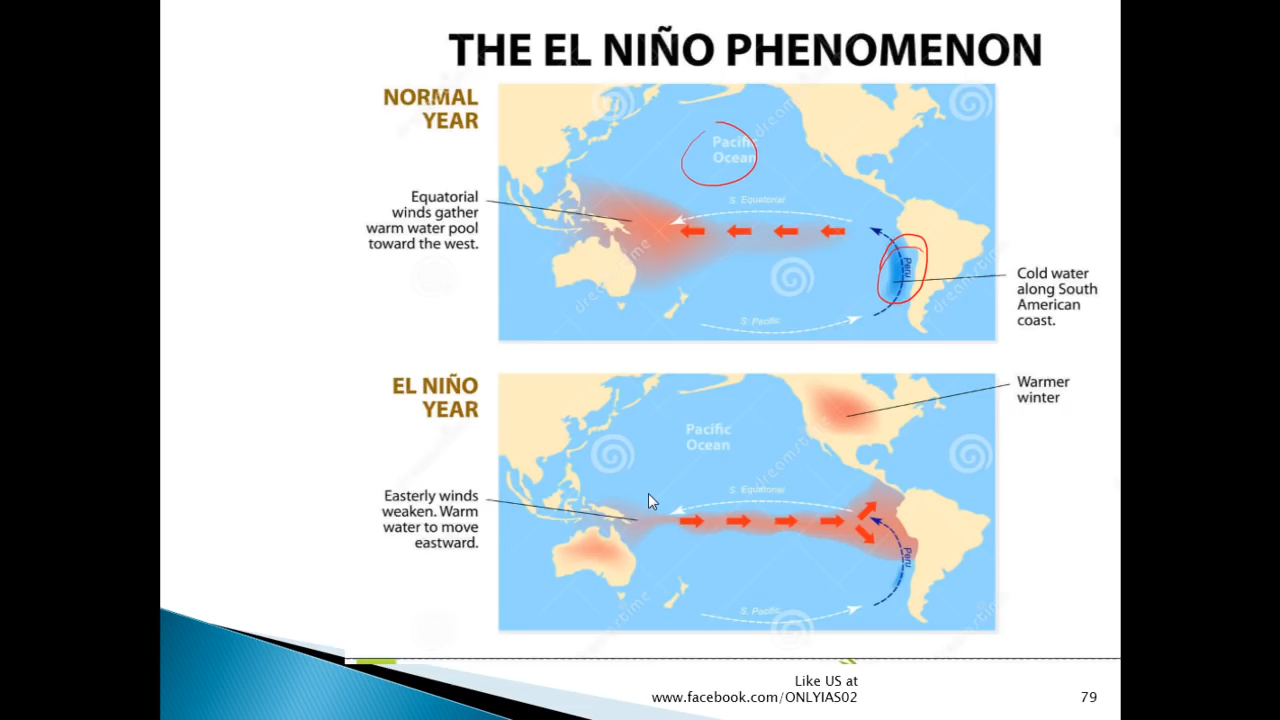 THE EL NIÑO PHENOMENON
NORMAL
YEAR
Pacific
Ocean
Equatorial
winds gather
warm water pool
toward the west.
S. Equatorial
Peru
Cold water
along South
American
coast.
S. Pacific
EL NIÑO
YEAR
Warmer
winter
Pacific
Ocean
Easterly winds
weaken. Warm
water to move
eastward.
S. Equatorial
Peru
S. Pacific
dreamstime
Like US at
www.facebook.com/ONLYIAS02
79